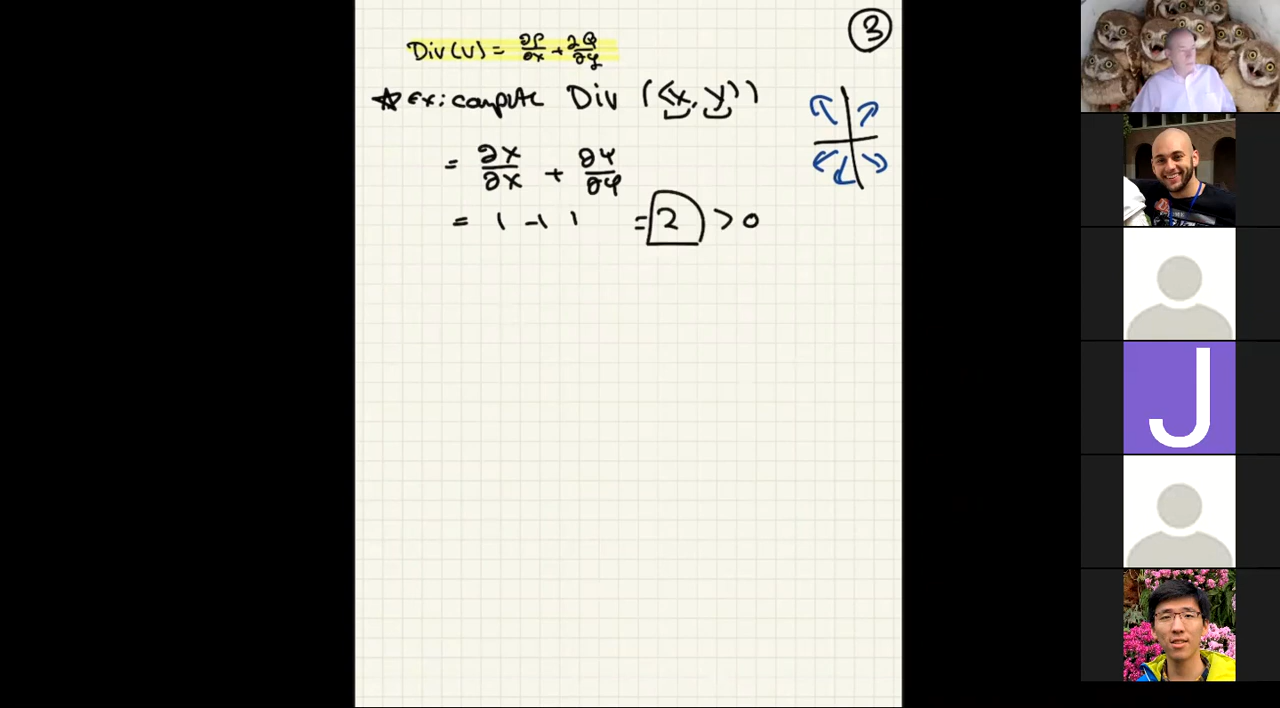 ③
Div(V) = ∂P/∂x + ∂Q/∂y
☆ Ex: compute Div (⟨x, y⟩)
= ∂x/∂x + ∂y/∂y
= 1 + 1 = 2 > 0
J